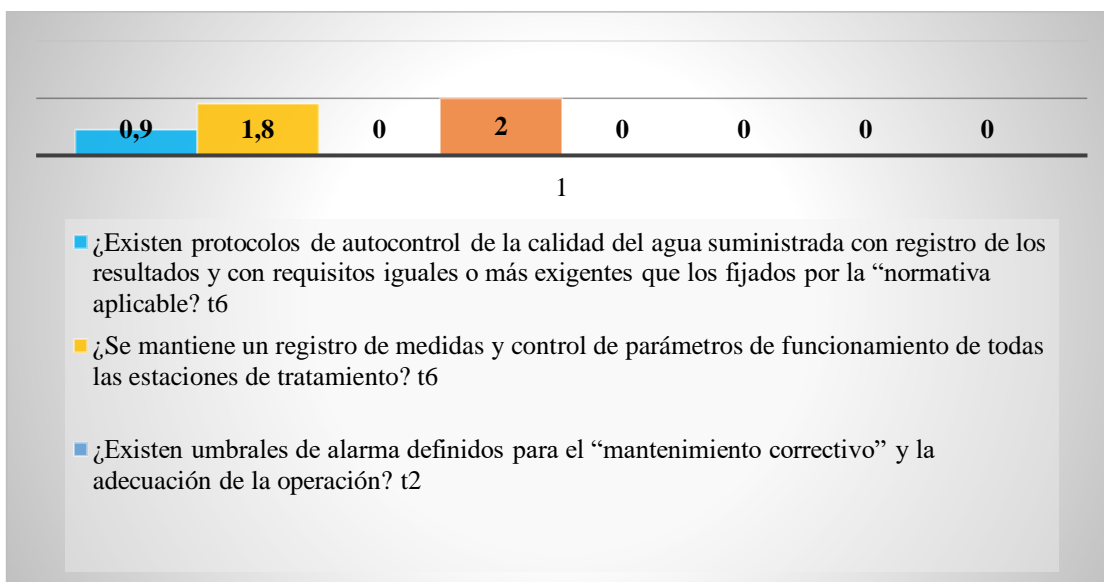 0,9 1,8 0 2 0 0 0 0
1
¿Existen protocolos de autocontrol de la calidad del agua suministrada con registro de los
resultados y con requisitos iguales o más exigentes que los fijados por la “normativa
aplicable? t6
¿Se mantiene un registro de medidas y control de parámetros de funcionamiento de todas
las estaciones de tratamiento? t6
¿Existen umbrales de alarma definidos para el “mantenimiento correctivo” y la
adecuación de la operación? t2